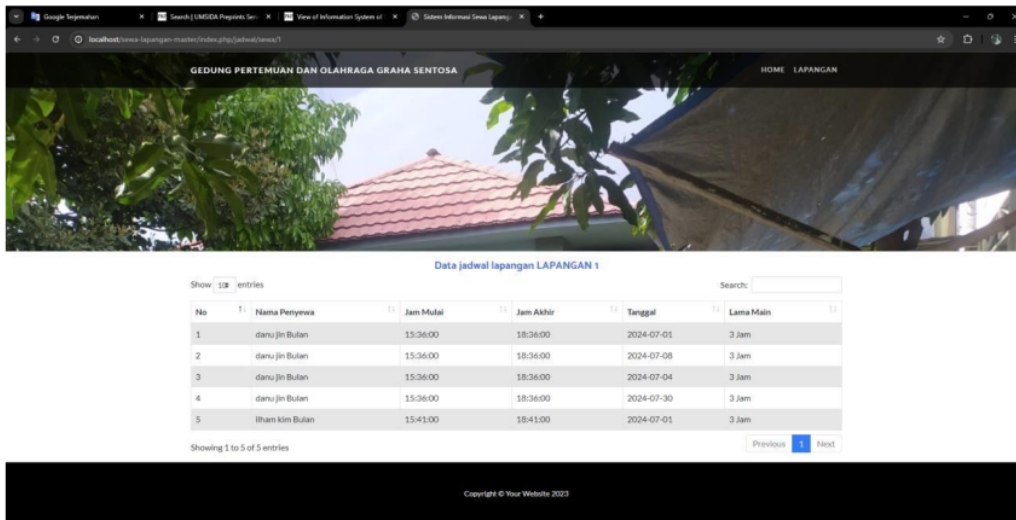 Google Terjemahan
Search | UMSIDA Preprints Ser
View of Information System of
Sistem Informasi Sewa Lapang
localhost/sewa-lapangan-master/index.php/jadwal/sewa/1
GEDUNG PERTEMUAN DAN OLAHRAGA GRAHA SENTOSA HOME LAPANGAN
Data jadwal lapangan LAPANGAN 1
Show 10 entries Search:
No Nama Penyewa Jam Mulai Jam Akhir Tanggal Lama Main
1 danu jin Bulan 15:36:00 18:36:00 2024-07-01 3 Jam
2 danu jin Bulan 15:36:00 18:36:00 2024-07-08 3 Jam
3 danu jin Bulan 15:36:00 18:36:00 2024-07-04 3 Jam
4 danu jin Bulan 15:36:00 18:36:00 2024-07-30 3 Jam
5 ilham kim Bulan 15:41:00 18:41:00 2024-07-01 3 Jam
Showing 1 to 5 of 5 entries Previous 1 Next
Copyright © Your Website 2023